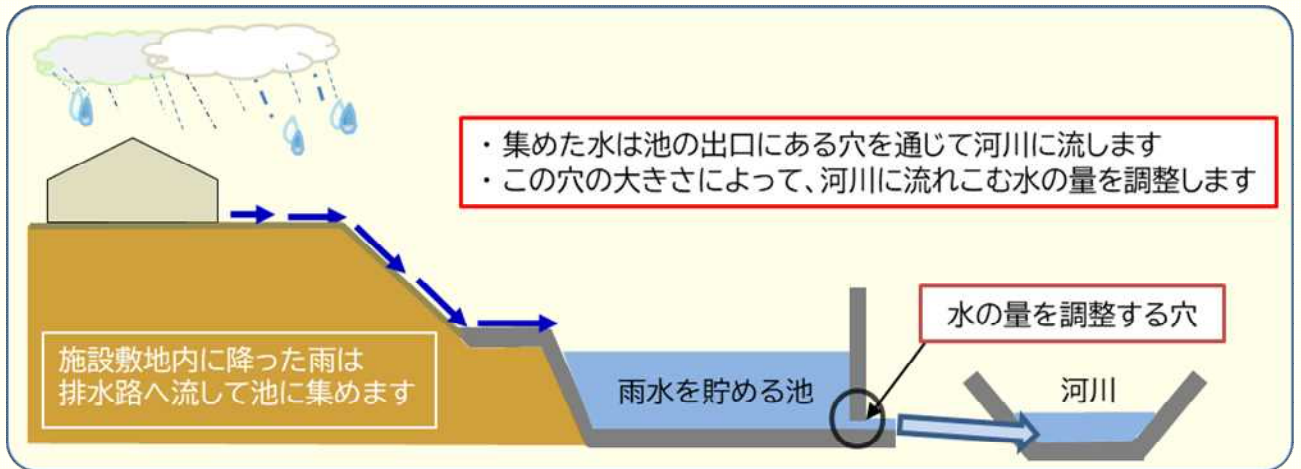 ・集めた水は池の出口にある穴を通じて河川に流します
・この穴の大きさによって、河川に流れこむ水の量を調整します
水の量を調整する穴
施設敷地内に降った雨は
排水路へ流して池に集めます
雨水を貯める池
河川